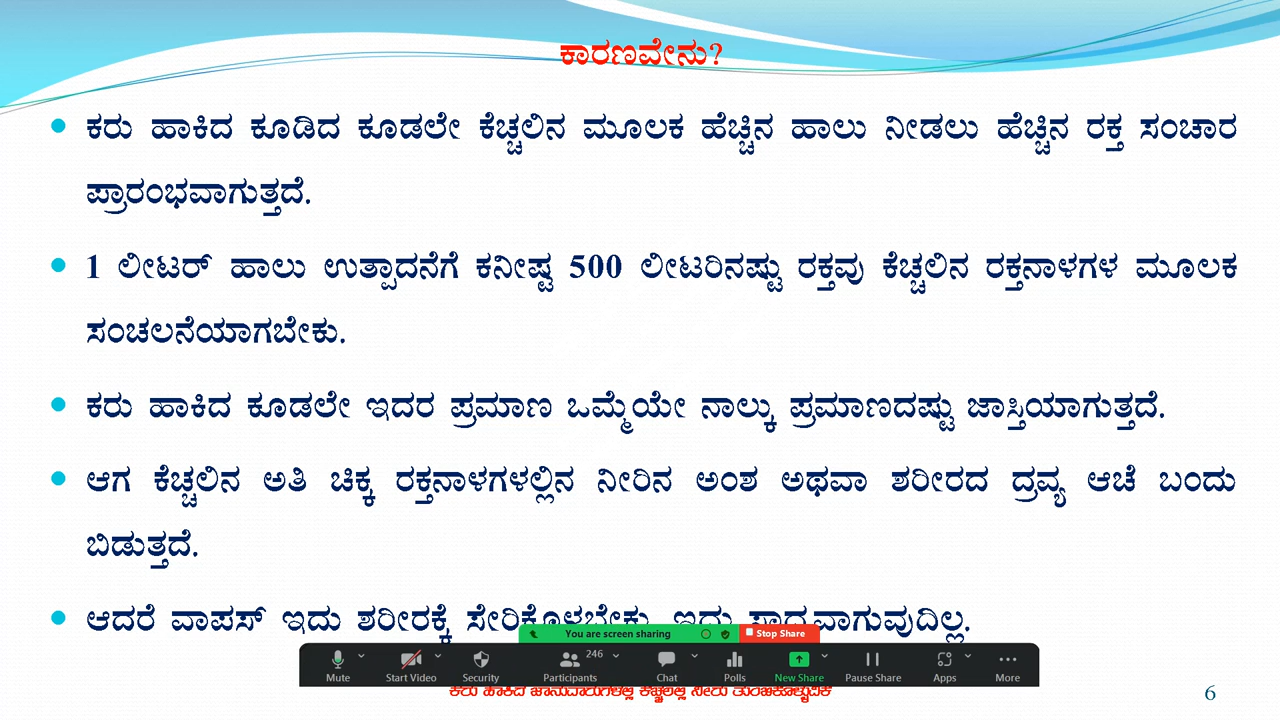 ಕಾರಣವೇನು?
• ಕರು ಹಾಕಿದ ಕೂಡಿದ ಕೂಡಲೇ ಕೆಚ್ಚಲಿನ ಮೂಲಕ ಹೆಚ್ಚಿನ ಹಾಲು ನೀಡಲು ಹೆಚ್ಚಿನ ರಕ್ತ ಸಂಚಾರ
ಪ್ರಾರಂಭವಾಗುತ್ತದೆ.
• 1 ಲೀಟರ್ ಹಾಲು ಉತ್ಪಾದನೆಗೆ ಕನೀಷ್ಟ 500 ಲೀಟರಿನಷ್ಟು ರಕ್ತವು ಕೆಚ್ಚಲಿನ ರಕ್ತನಾಳಗಳ ಮೂಲಕ
ಸಂಚಲನೆಯಾಗಬೇಕು.
• ಕರು ಹಾಕಿದ ಕೂಡಲೇ ಇದರ ಪ್ರಮಾಣ ಒಮ್ಮೆಯೇ ನಾಲ್ಕು ಪ್ರಮಾಣದಷ್ಟು ಜಾಸ್ತಿಯಾಗುತ್ತದೆ.
• ಆಗ ಕೆಚ್ಚಲಿನ ಅತಿ ಚಿಕ್ಕ ರಕ್ತನಾಳಗಳಲ್ಲಿನ ನೀರಿನ ಅಂಶ ಅಥವಾ ಶರೀರದ ದ್ರವ್ಯ ಆಚೆ ಬಂದು
ಬಿಡುತ್ತದೆ.
• ಆದರೆ ವಾಪಸ್ ಇದು ಶರೀರಕ್ಕೆ ಸೇರಿಕೊಳಬೇಕು. ಇದು ಸಾಧ್ಯವಾಗುವುದಿಲ್ಲ.
You are screen sharing Stop Share
246
Mute Start Video Security Participants Chat Polls New Share Pause Share Apps More
ಕರು ಹಾಕಿದ ಜಾನುವಾರುಗಳಲ್ಲಿ ಕೆಚ್ಚಲಲ್ಲಿ ನೀರು
6